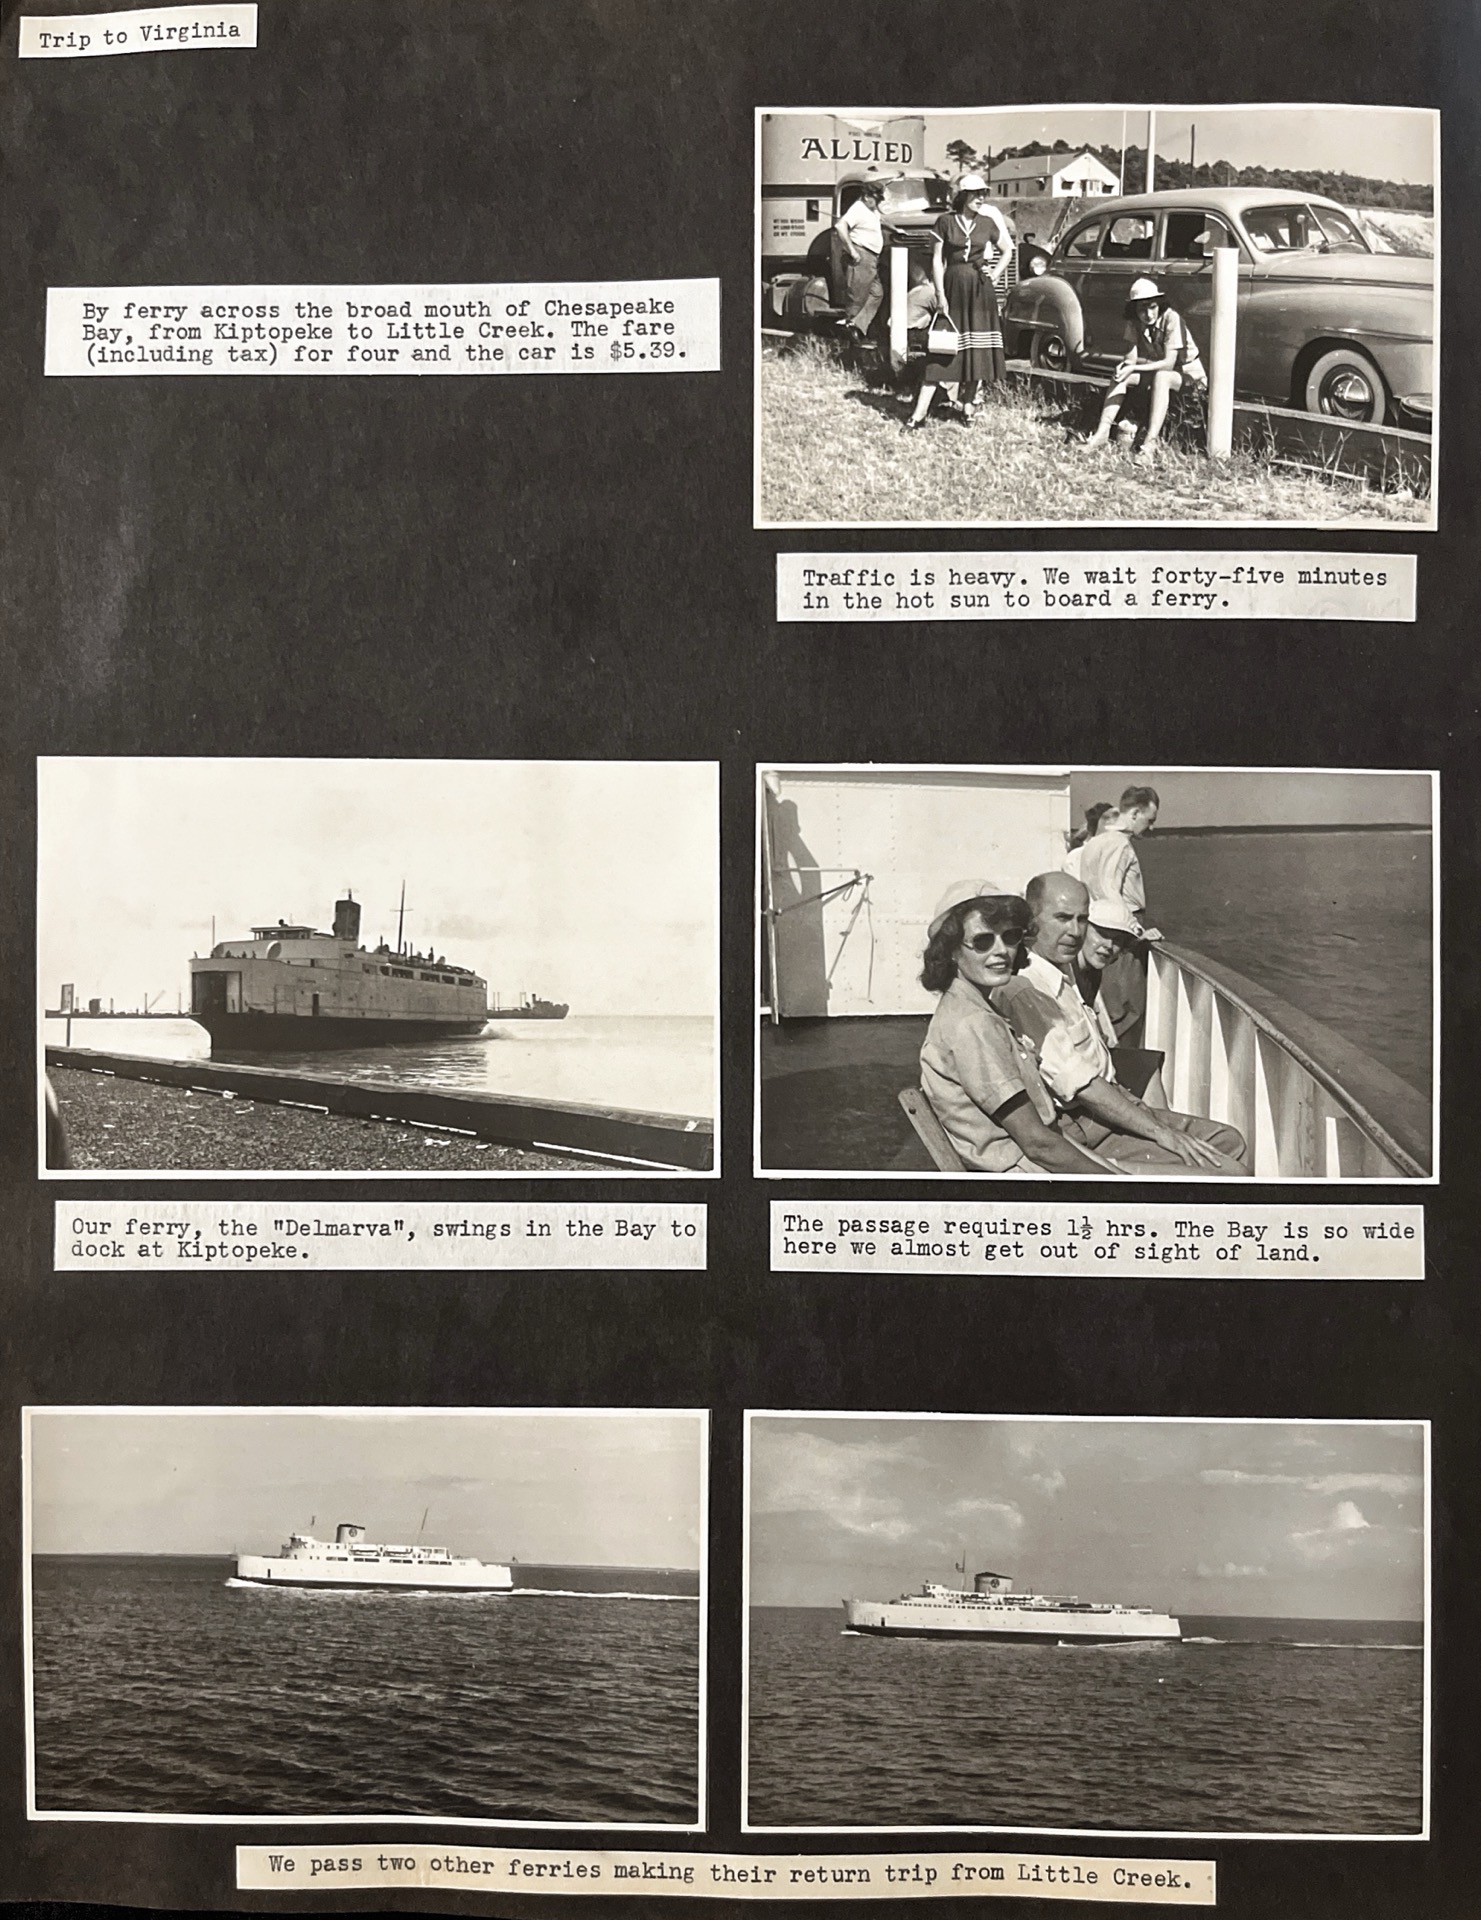 Trip to Virginia
ALLIED
By ferry across the broad mouth of Chesapeake
Bay, from Kiptopeke to Little Creek. The fare
(including tax) for four and the car is $5.39.
Traffic is heavy. We wait forty-five minutes
in the hot sun to board a ferry.
Our ferry, the "Delmarva", swings in the Bay to
dock at Kiptopeke.
The passage requires 1½ hrs. The Bay is so wide
here we almost get out of sight of land.
We pass two other ferries making their return trip from Little Creek.